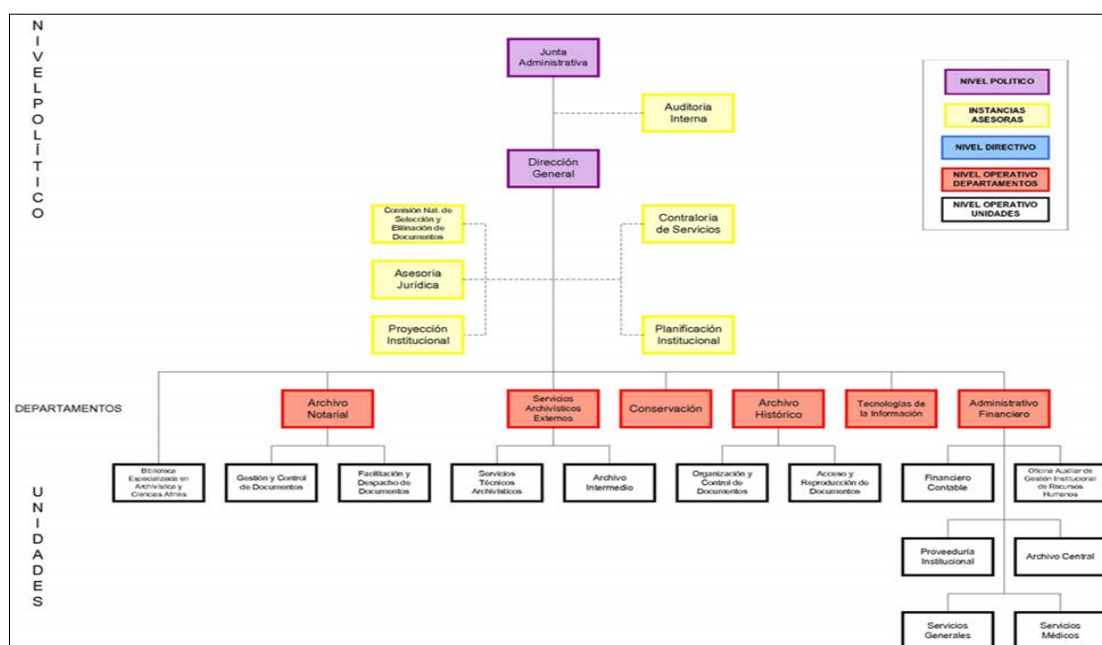 NIVEL POLÍTICO
Junta
Administrativa
Auditoria
Interna
Dirección
General
NIVEL POLITICO
INSTANCIAS
ASESORAS
NIVEL DIRECTIVO
NIVEL OPERATIVO
DEPARTAMENTOS
NIVEL OPERATIVO
UNIDADES
Comisión Nal. de
Selección y
Eliinación de
Documentos
Contraloría
de Servicios
Asesoría
Jurídica
Proyección
Institucional
Planificación
Institucional
DEPARTAMENTOS
Archivo
Notarial
Servicios
Archivísticos
Externos
Conservación
Archivo
Histórico
Tecnologías de
la Información
Administrativo
Financiero
UNIDADES
Biblioteca
Especializada en
Archivística y
Ciencias Afines
Gestión y Control
de Documentos
Facilitación y
Despacho de
Documentos
Servicios
Técnicos
Archivísticos
Archivo
Intermedio
Organización y
Control de
Documentos
Acceso y
Reproducción de
Documentos
Financiero
Contable
Oficina Auxiliar de
Gestión Institucional
de Recursos
Humanos
Proveeduría
Institucional
Archivo Central
Servicios
Generales
Servicios
Médicos